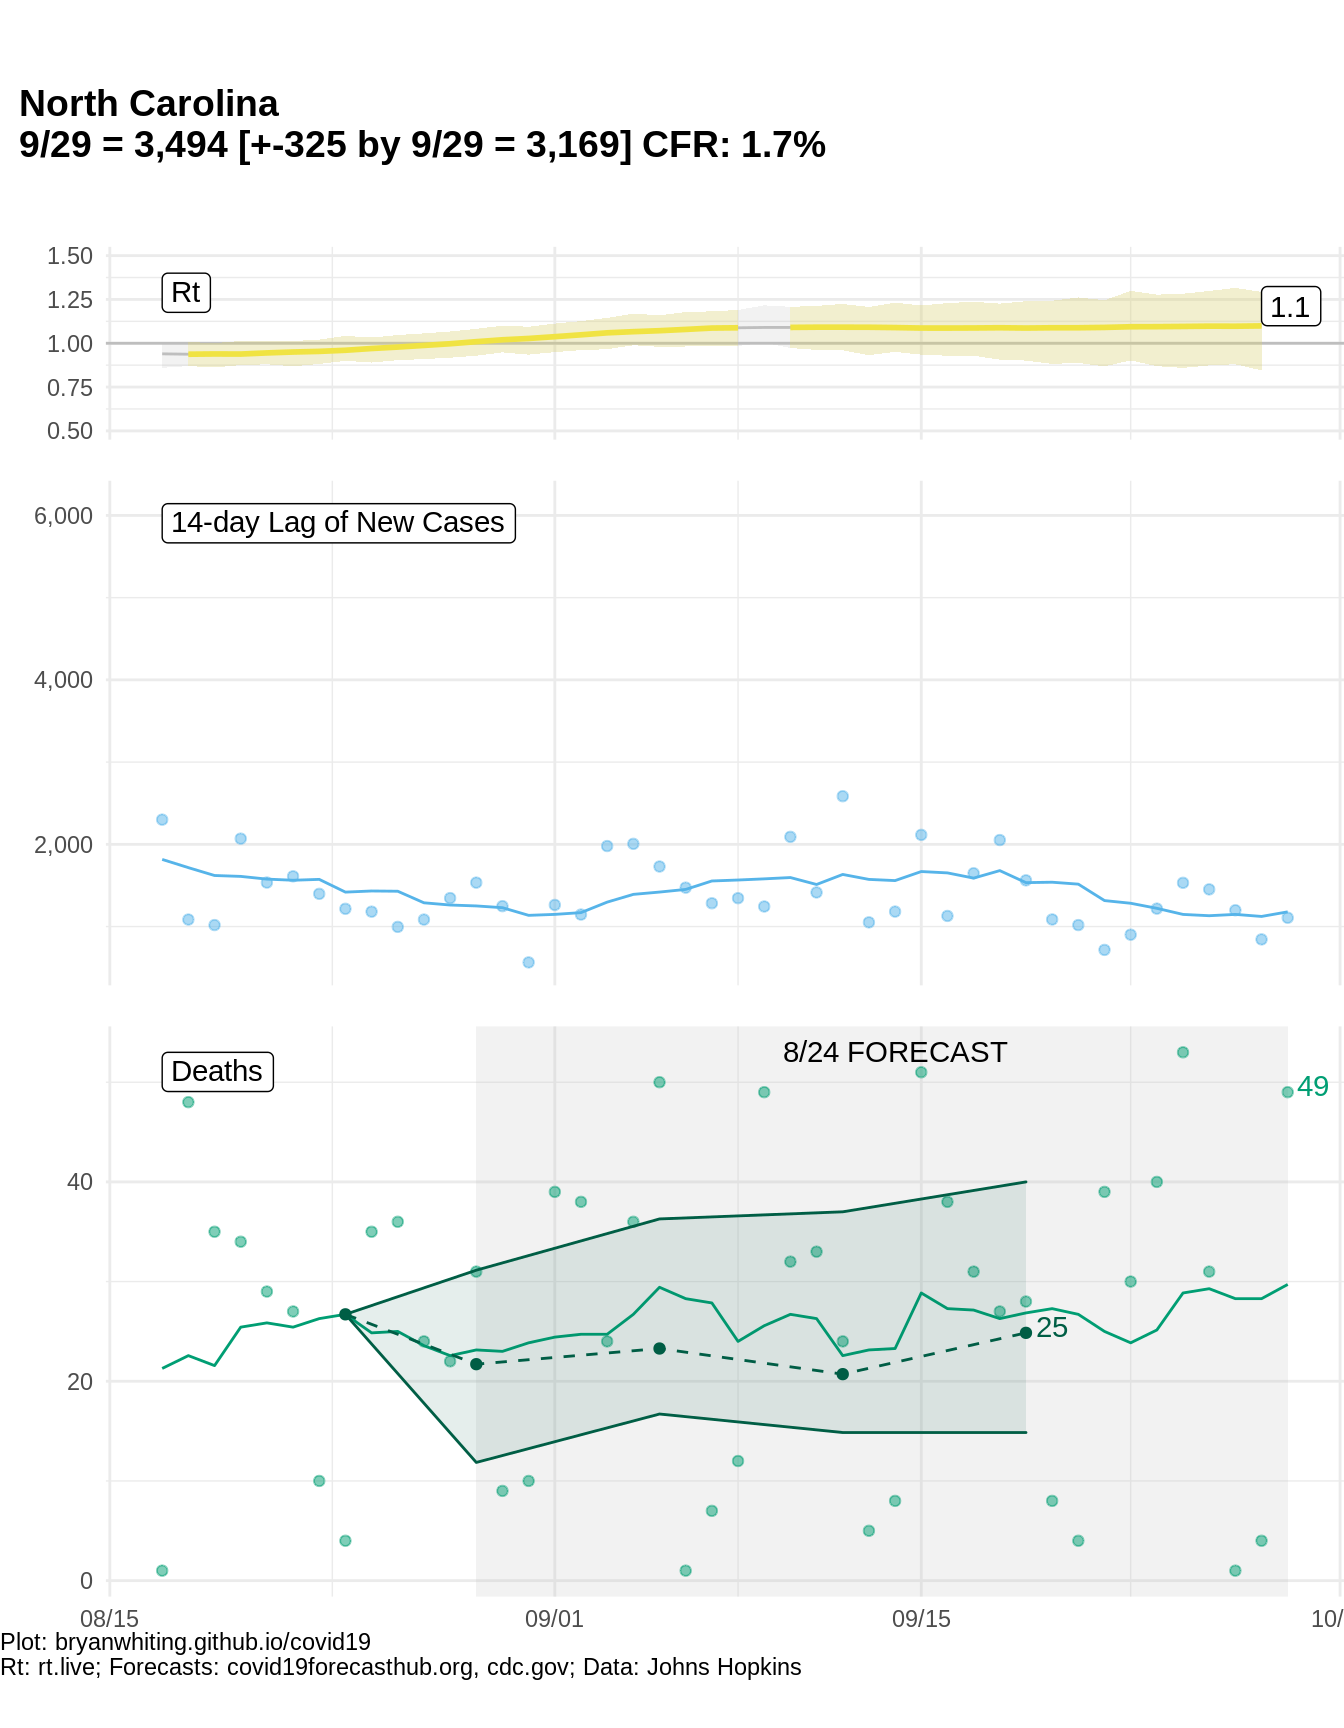 North Carolina
9/29 = 3,494 [+-325 by 9/29 = 3,169] CFR: 1.7%
1.50
1.25
1.00
0.75
0.50
Rt
1.1
6,000
4,000
2,000
14-day Lag of New Cases
Deaths
8/24 FORECAST
49
25
40
20
0
08/15
09/01
09/15
10/
Plot: bryanwhiting.github.io/covid19
Rt: rt.live; Forecasts: covid19forecasthub.org, cdc.gov; Data: Johns Hopkins